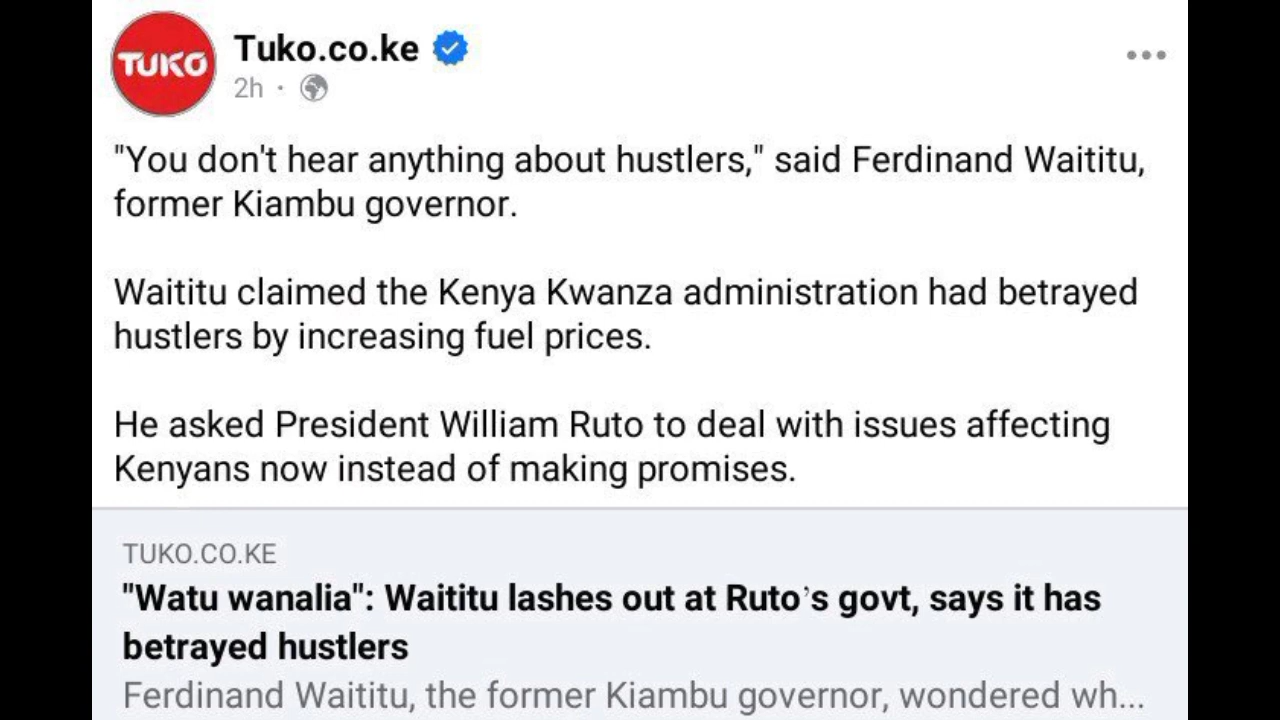 TUKO
Tuko.co.ke
2h ·
"You don't hear anything about hustlers," said Ferdinand Waititu,
former Kiambu governor.
Waititu claimed the Kenya Kwanza administration had betrayed
hustlers by increasing fuel prices.
He asked President William Ruto to deal with issues affecting
Kenyans now instead of making promises.
TUKO.CO.KE
"Watu wanalia": Waititu lashes out at Ruto’s govt, says it has
betrayed hustlers
Ferdinand Waititu, the former Kiambu governor, wondered wh...